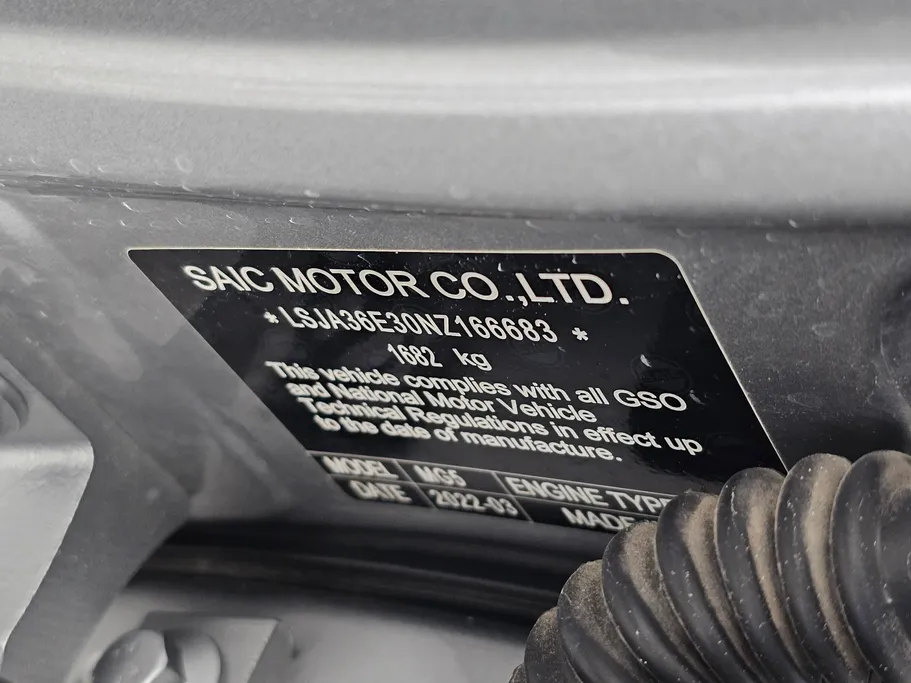 SAIC MOTOR CO.,LTD.
*LSJA36E30NZ166683*
1682 kg
This vehicle complies with all GSO
and National Motor Vehicle
Technical Regulations in effect up
to the date of manufacture.
MODEL MG5 ENGINE TYPE
DATE 2022-03 MADE